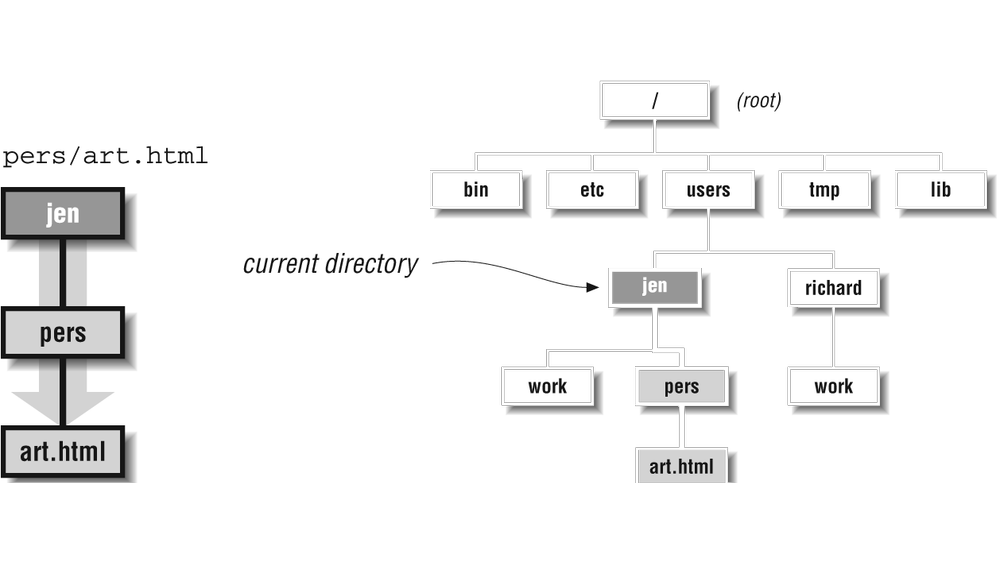 pers/art.html
jen
pers
art.html
/ (root)
bin etc users tmp lib
current directory
jen richard
work pers work
art.html